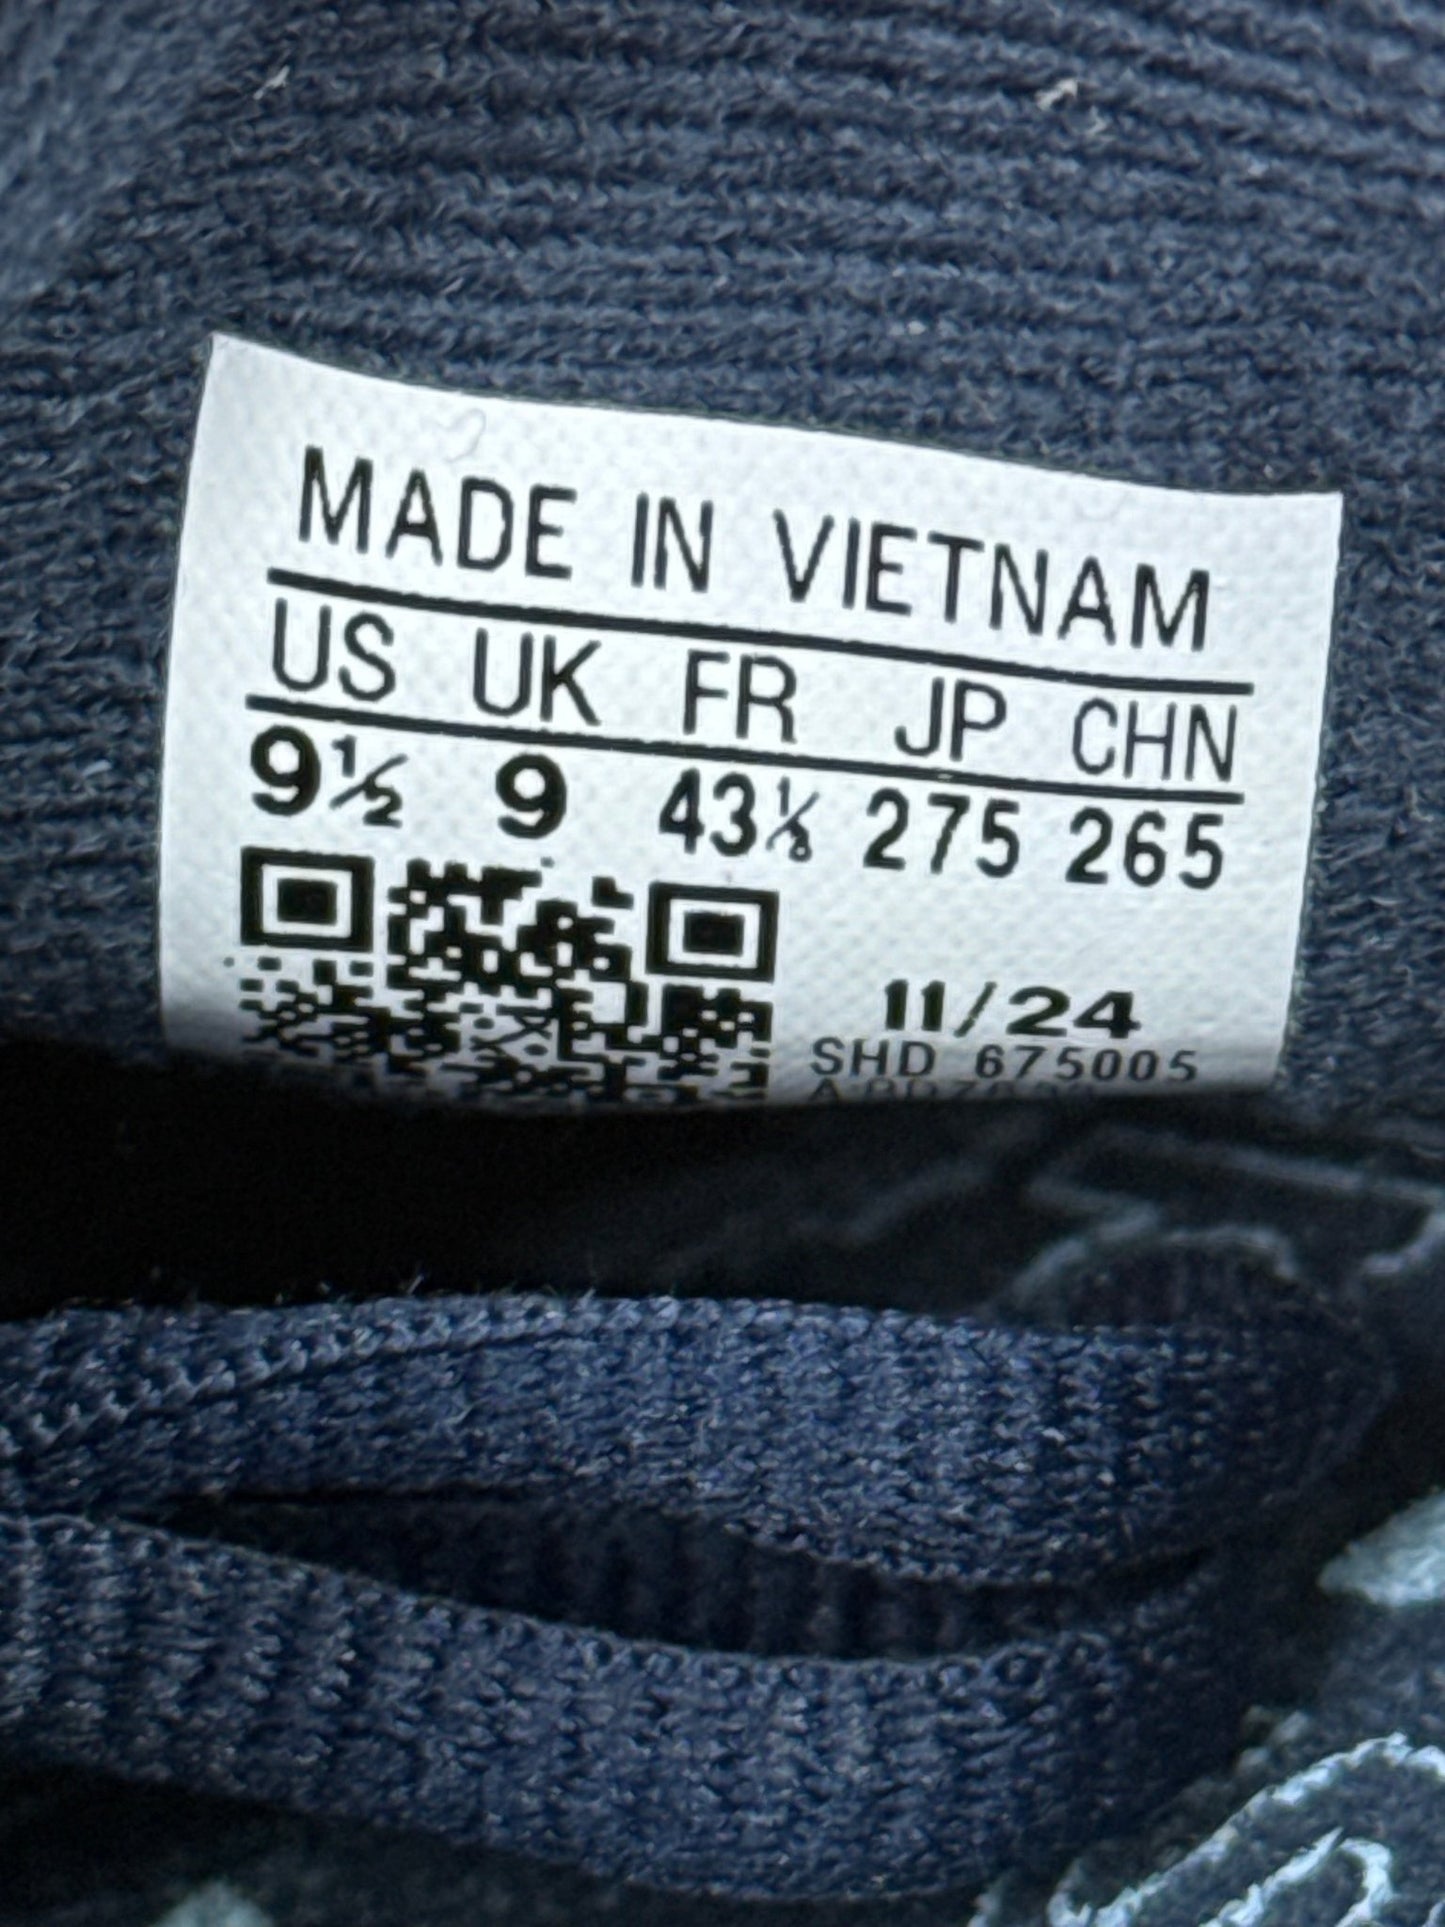 MADE IN VIETNAM
US UK FR JP CHN
9½ 9 43⅓ 275 265
11/24
SHD 675005